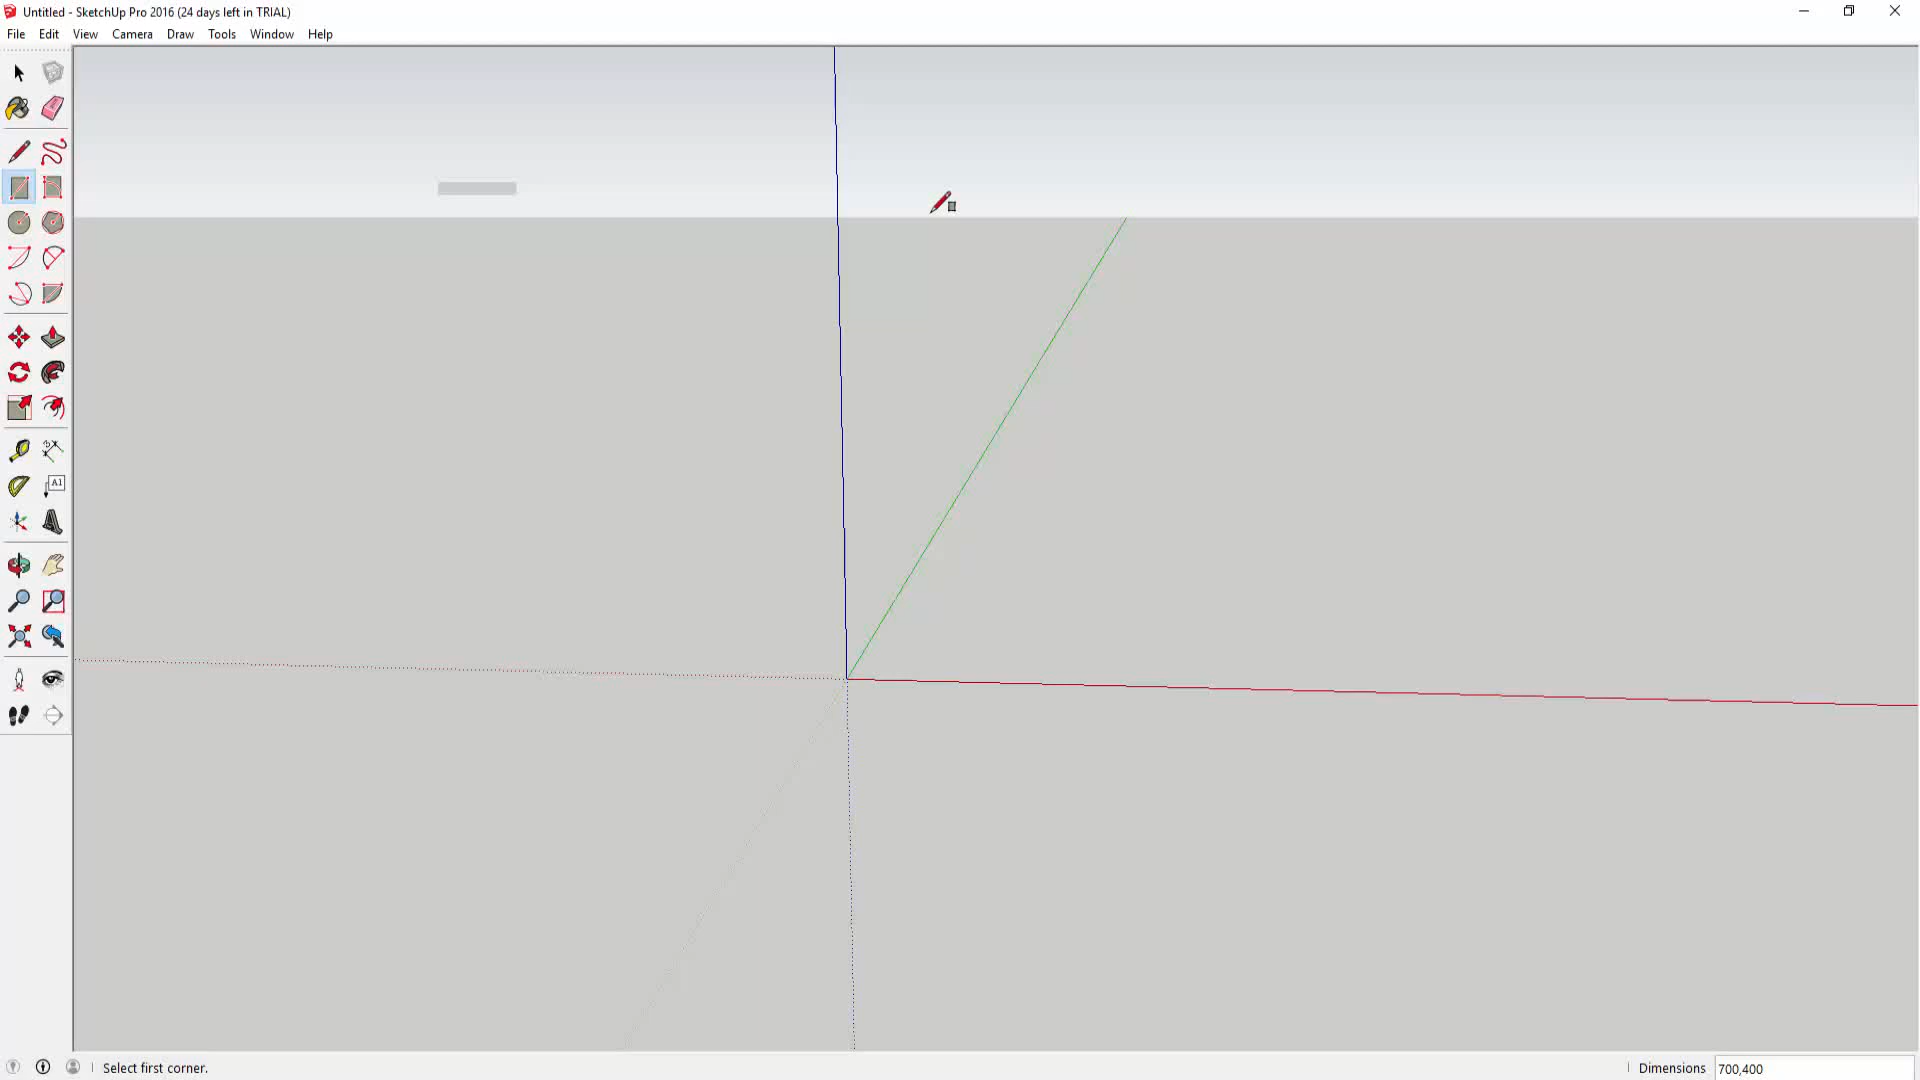 Untitled - SketchUp Pro 2016 (24 days left in TRIAL)
File Edit View Camera Draw Tools Window Help
A1
Select first corner.
Dimensions 700,400